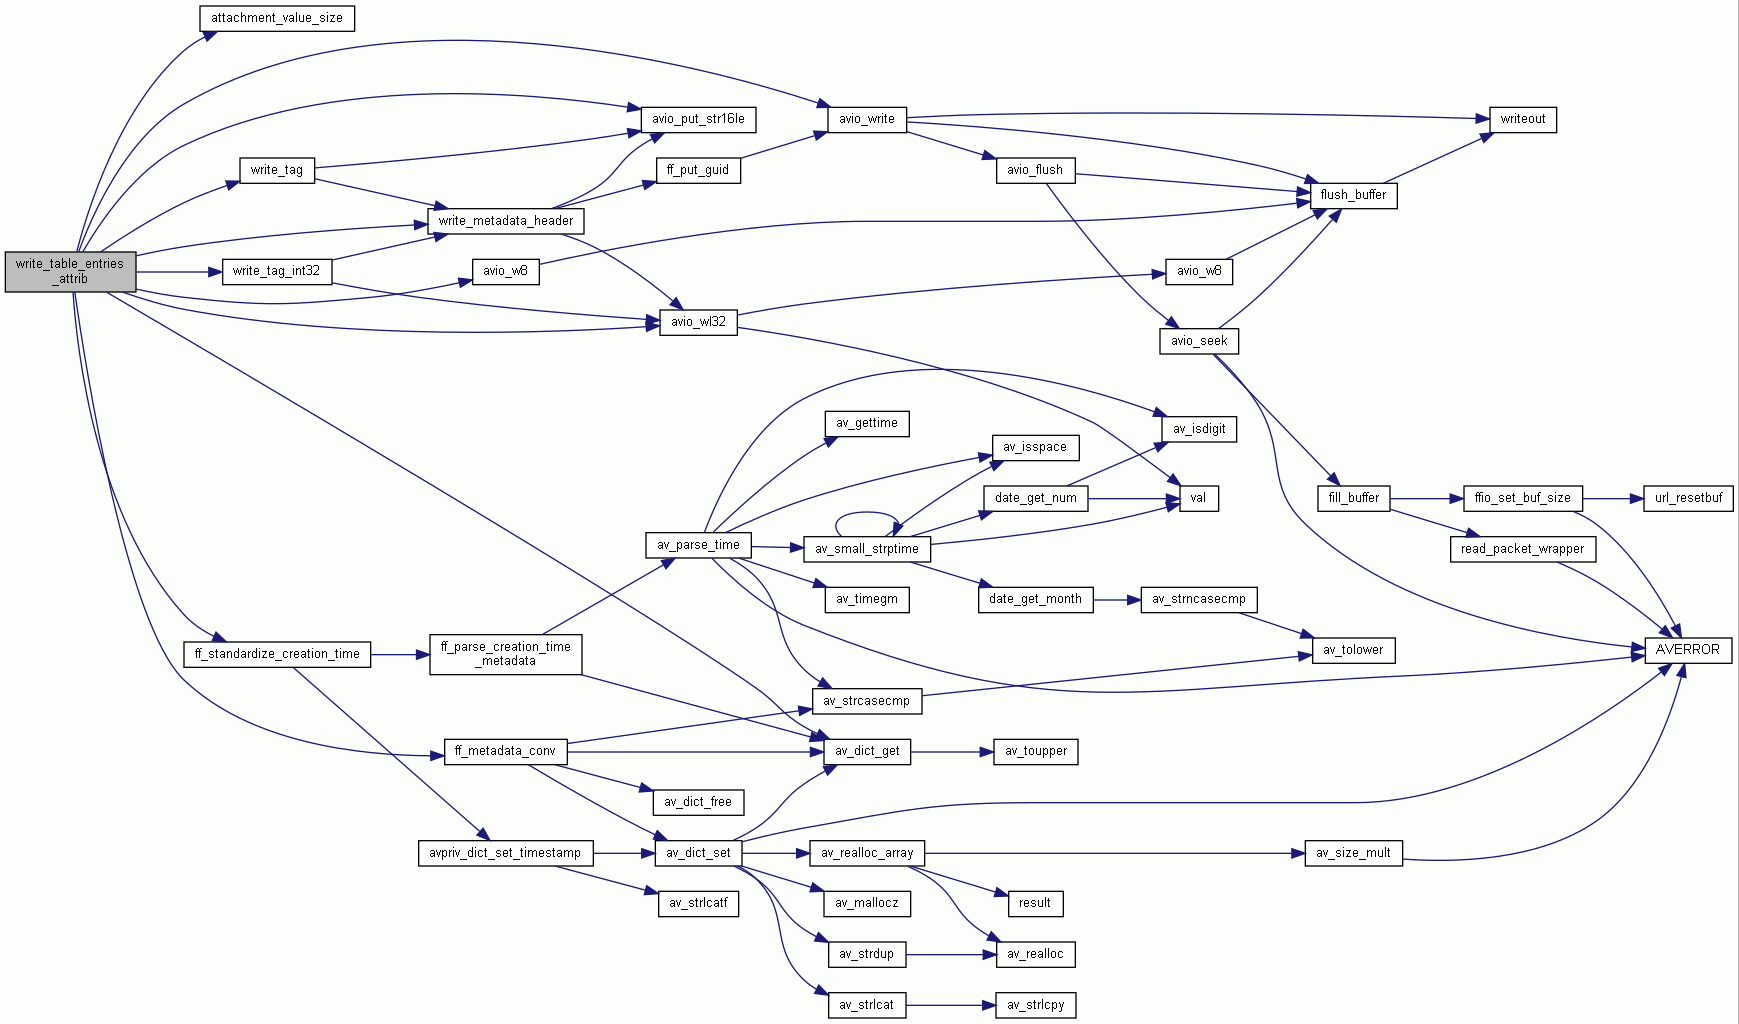 attachment_value_size
avio_put_str16le
avio_write
writeout
write_tag
ff_put_guid
avio_flush
flush_buffer
write_metadata_header
write_table_entries
_attrib
write_tag_int32
avio_w8
avio_w8
avio_wl32
avio_seek
av_gettime
av_isdigit
av_isspace
date_get_num
val
fill_buffer
ffio_set_buf_size
url_resetbuf
av_parse_time
av_small_strptime
read_packet_wrapper
av_timegm
date_get_month
av_strncasecmp
ff_standardize_creation_time
ff_parse_creation_time
_metadata
av_tolower
AVERROR
av_strcasecmp
ff_metadata_conv
av_dict_get
av_toupper
av_dict_free
avpriv_dict_set_timestamp
av_dict_set
av_realloc_array
av_size_mult
av_strlcatf
av_mallocz
result
av_strdup
av_realloc
av_strlcat
av_strlcpy